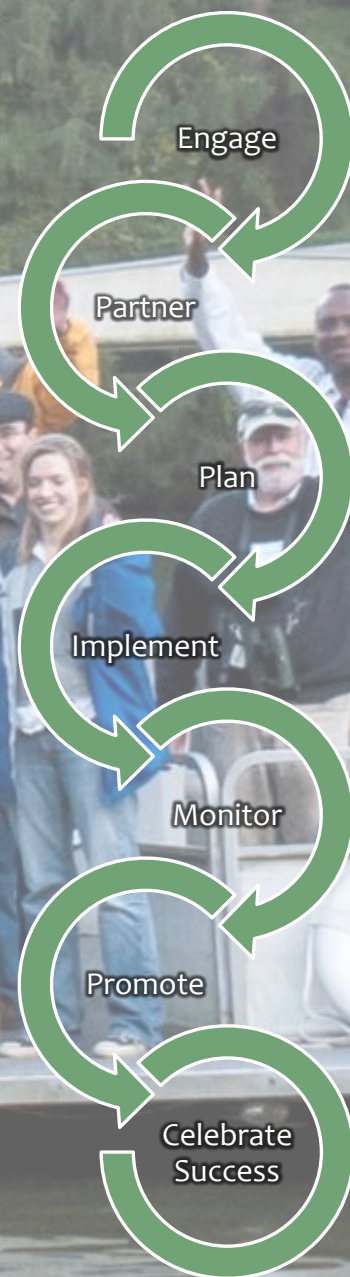 Engage
Partner
Plan
Implement
Monitor
Promote
Celebrate
Success